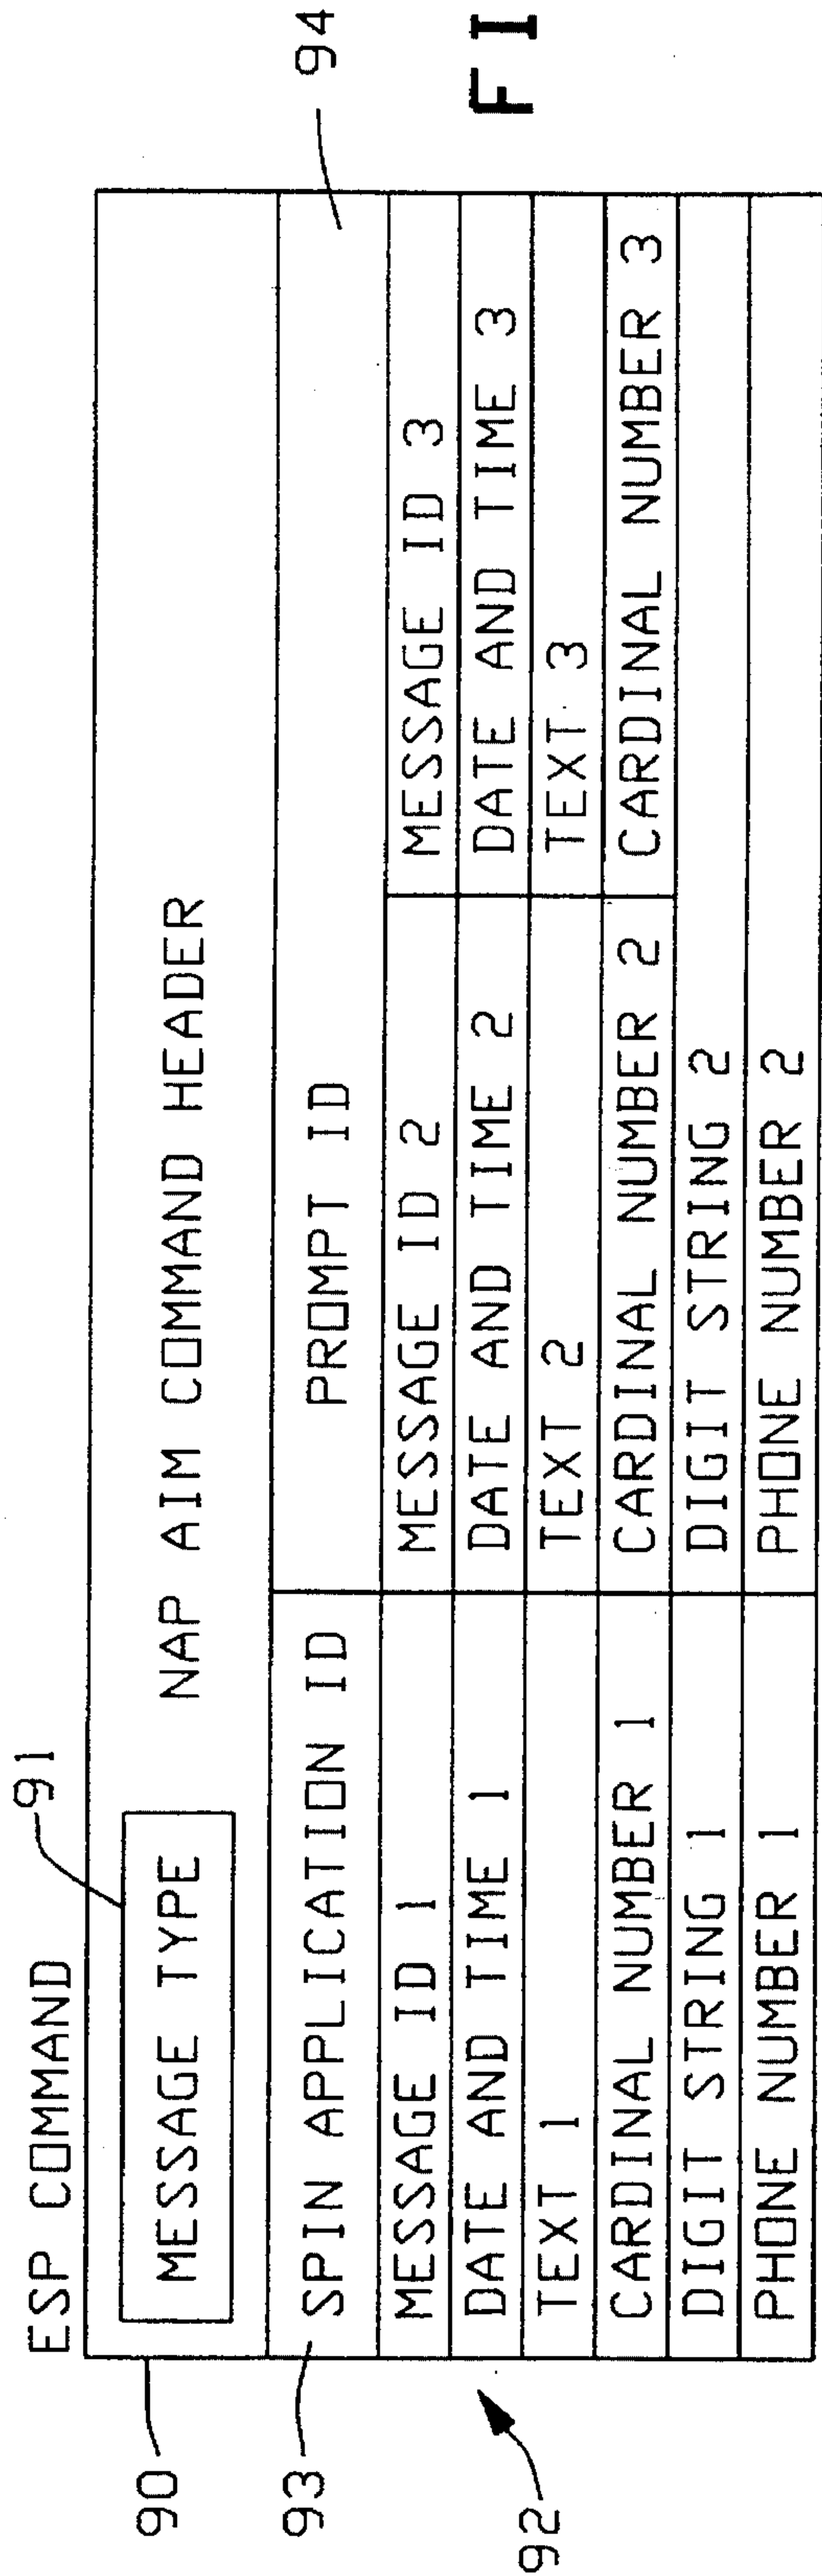 ESP COMMAND
91
94
90
MESSAGE TYPE NAP AIM COMMAND HEADER
93
SPIN APPLICATION ID PROMPT ID
MESSAGE ID 1 MESSAGE ID 2 MESSAGE ID 3
DATE AND TIME 1 DATE AND TIME 2 DATE AND TIME 3
TEXT 1 TEXT 2 TEXT 3
CARDINAL NUMBER 1 CARDINAL NUMBER 2 CARDINAL NUMBER 3
DIGIT STRING 1 DIGIT STRING 2
PHONE NUMBER 1 PHONE NUMBER 2
92
FI